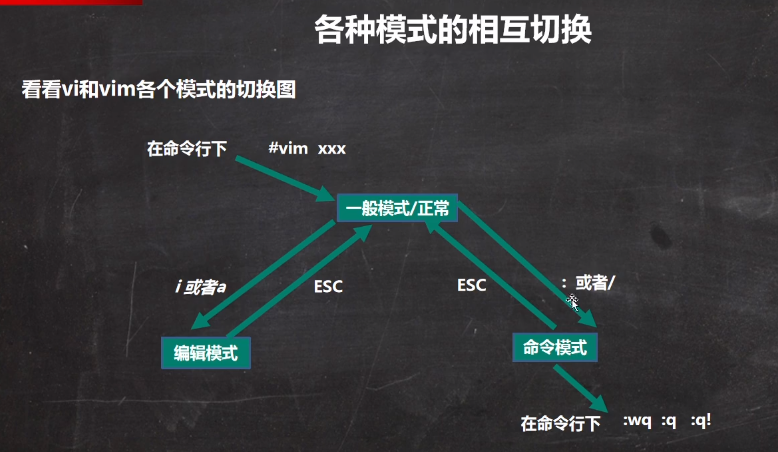 各种模式的相互切换
看看vi和vim各个模式的切换图
在命令行下 #vim xxx
一般模式/正常
i 或者a
ESC
ESC
: 或者/
编辑模式
命令模式
在命令行下 :wq :q :q!